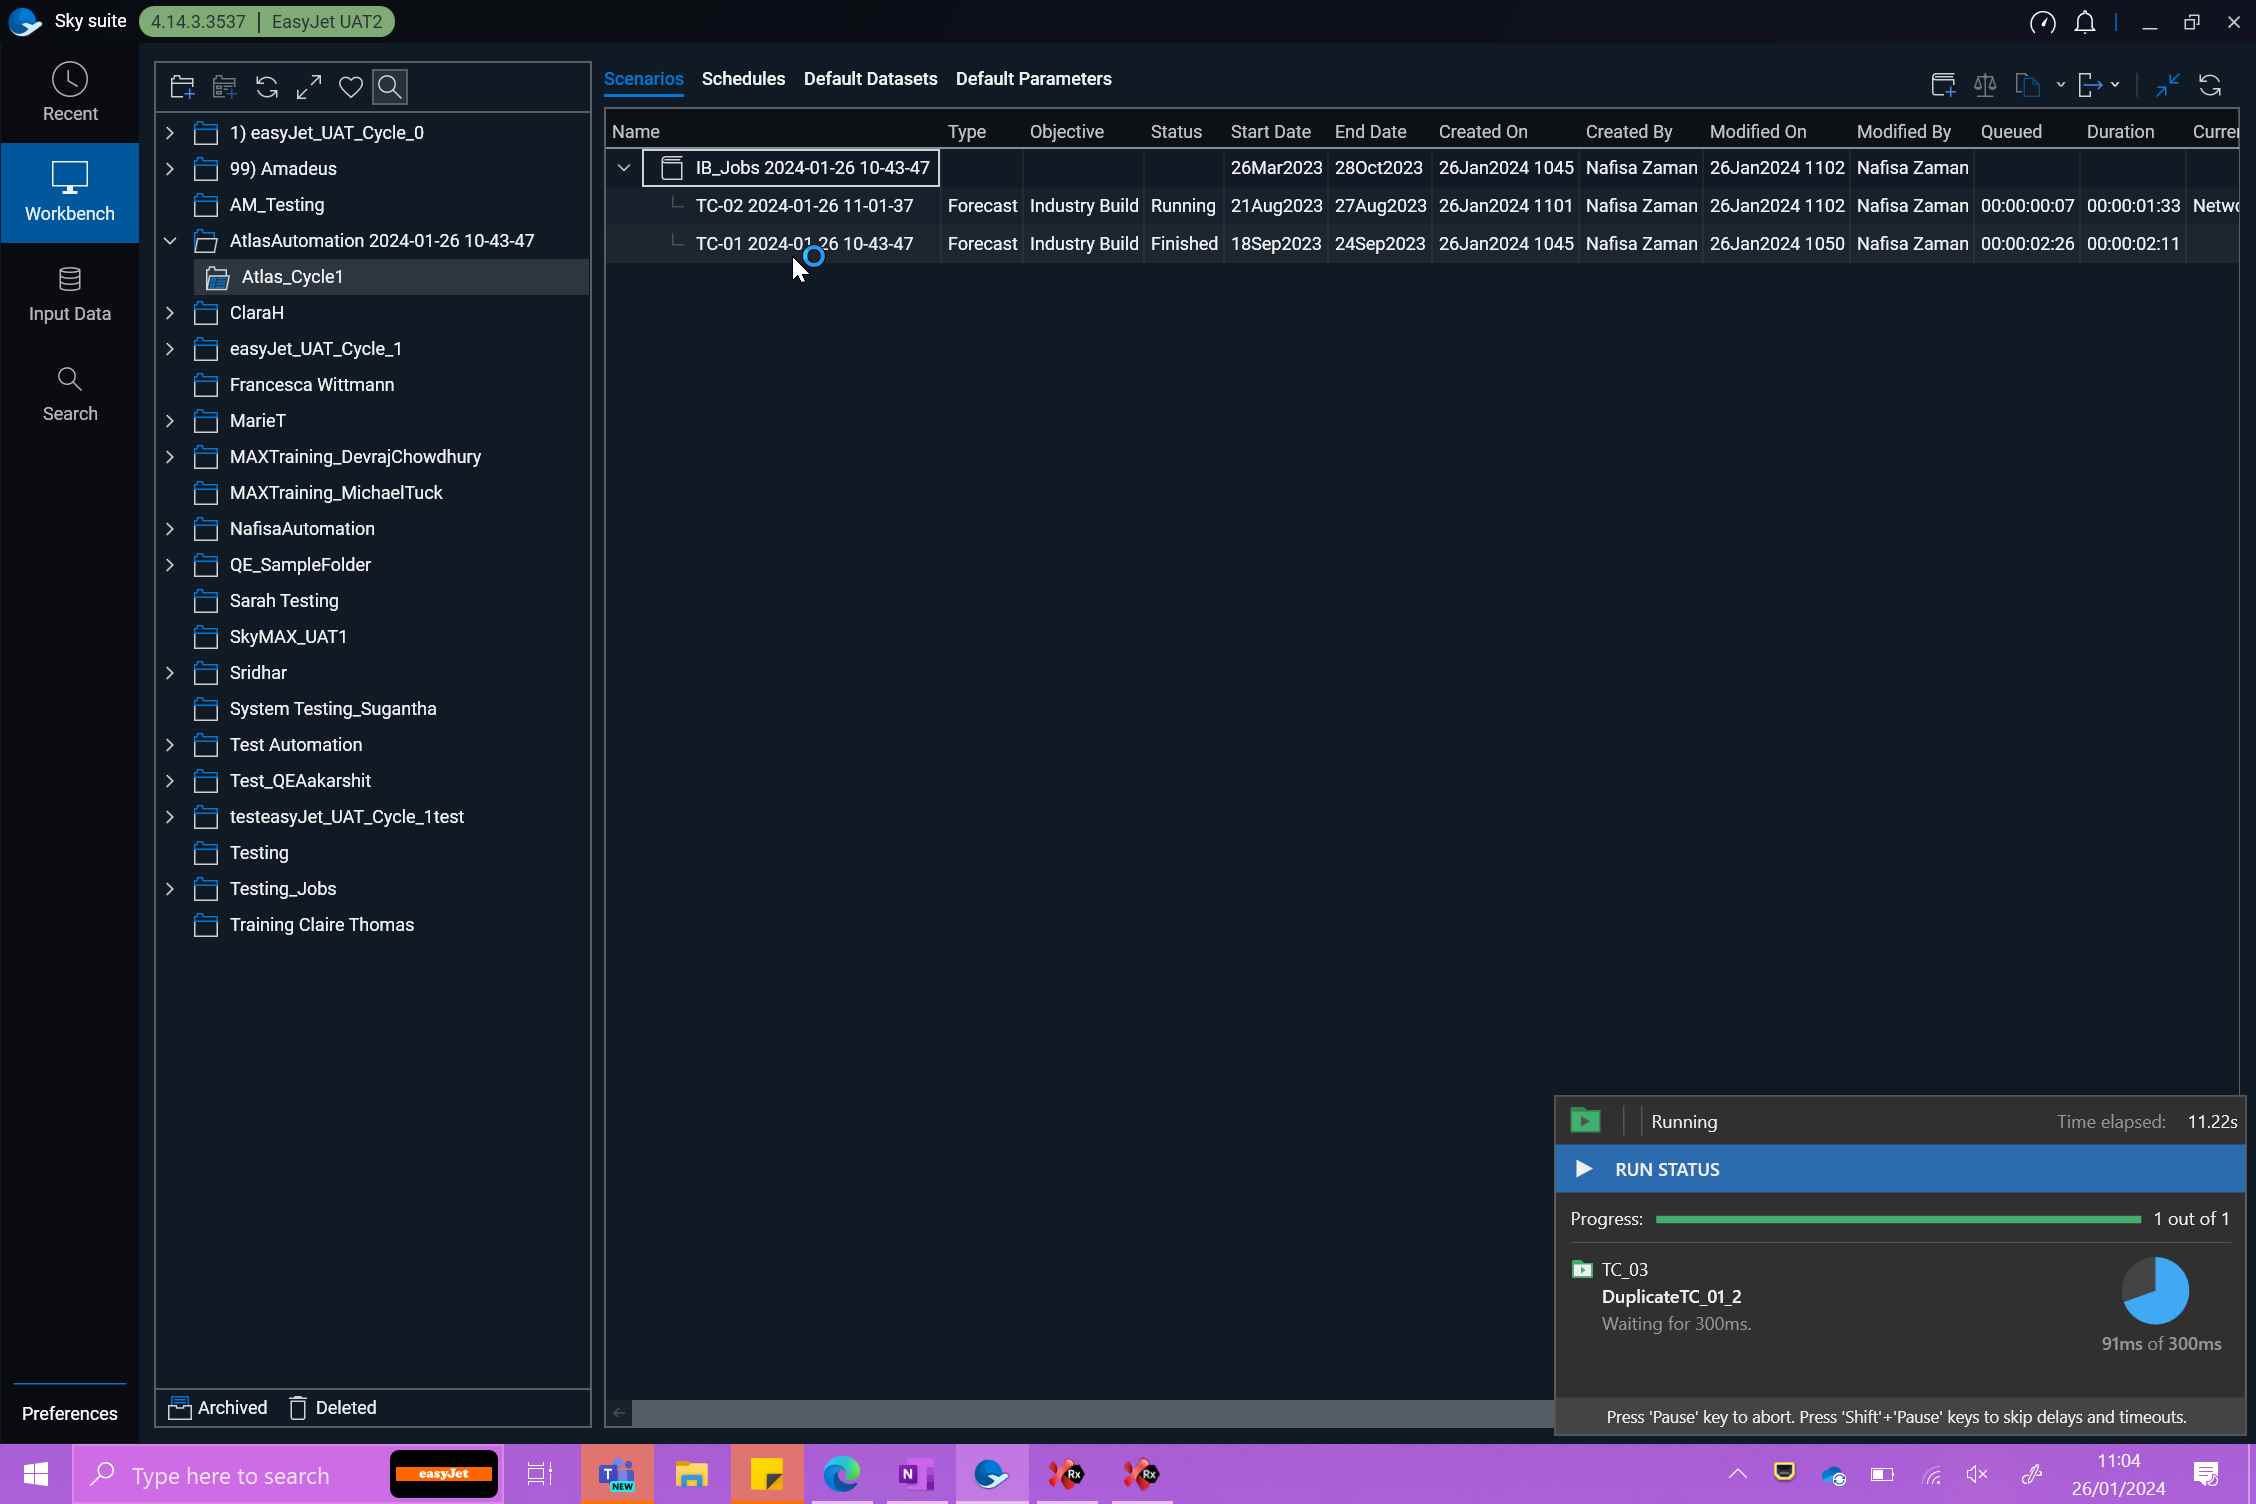 Sky suite 4.14.3.3537 | EasyJet UAT2
Recent
Workbench
Input Data
Search
Preferences
1) easyJet_UAT_Cycle_0
99) Amadeus
AM_Testing
AtlasAutomation 2024-01-26 10-43-47
Atlas_Cycle1
ClaraH
easyJet_UAT_Cycle_1
Francesca Wittmann
MarieT
MAXTraining_DevrajChowdhury
MAXTraining_MichaelTuck
NafisaAutomation
QE_SampleFolder
Sarah Testing
SkyMAX_UAT1
Sridhar
System Testing_Sugantha
Test Automation
Test_QEAakarshit
testeasyJet_UAT_Cycle_1test
Testing
Testing_Jobs
Training Claire Thomas
Archived Deleted
Scenarios Schedules Default Datasets Default Parameters
Name Type Objective Status Start Date End Date Created On Created By Modified On Modified By Queued Duration Curre
IB_Jobs 2024-01-26 10-43-47 26Mar2023 28Oct2023 26Jan2024 1045 Nafisa Zaman 26Jan2024 1102 Nafisa Zaman
TC-02 2024-01-26 11-01-37 Forecast Industry Build Running 21Aug2023 27Aug2023 26Jan2024 1101 Nafisa Zaman 26Jan2024 1102 Nafisa Zaman 00:00:00:07 00:00:01:33 Netwo
TC-01 2024-01-26 10-43-47 Forecast Industry Build Finished 18Sep2023 24Sep2023 26Jan2024 1045 Nafisa Zaman 26Jan2024 1050 Nafisa Zaman 00:00:02:26 00:00:02:11
Running Time elapsed: 11.22s
RUN STATUS
Progress: 1 out of 1
TC_03
DuplicateTC_01_2
Waiting for 300ms.
91ms of 300ms
Press 'Pause' key to abort. Press 'Shift'+'Pause' keys to skip delays and timeouts.
Type here to search easyJet
T NEW
N
Rx
Rx
11:04
26/01/2024